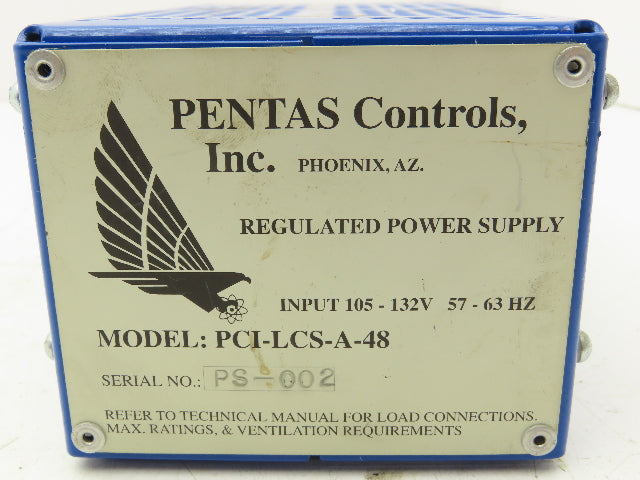 PENTAS Controls,
Inc. PHOENIX, AZ.
REGULATED POWER SUPPLY
INPUT 105 - 132V 57 - 63 HZ
MODEL: PCI-LCS-A-48
SERIAL NO.: PS-002
REFER TO TECHNICAL MANUAL FOR LOAD CONNECTIONS.
MAX. RATINGS, & VENTILATION REQUIREMENTS